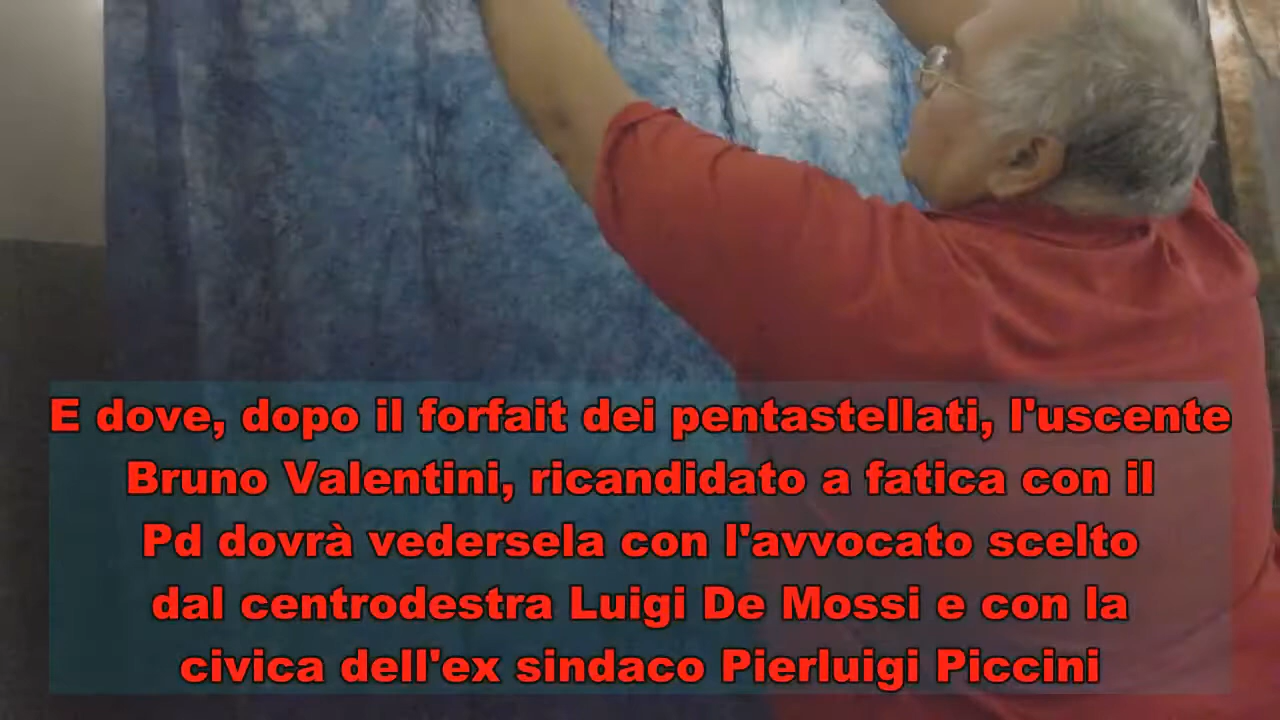 E dove, dopo il forfait dei pentastellati, l'uscente
Bruno Valentini, ricandidato a fatica con il
Pd dovrà vedersela con l'avvocato scelto
dal centrodestra Luigi De Mossi e con la
civica dell'ex sindaco Pierluigi Piccini